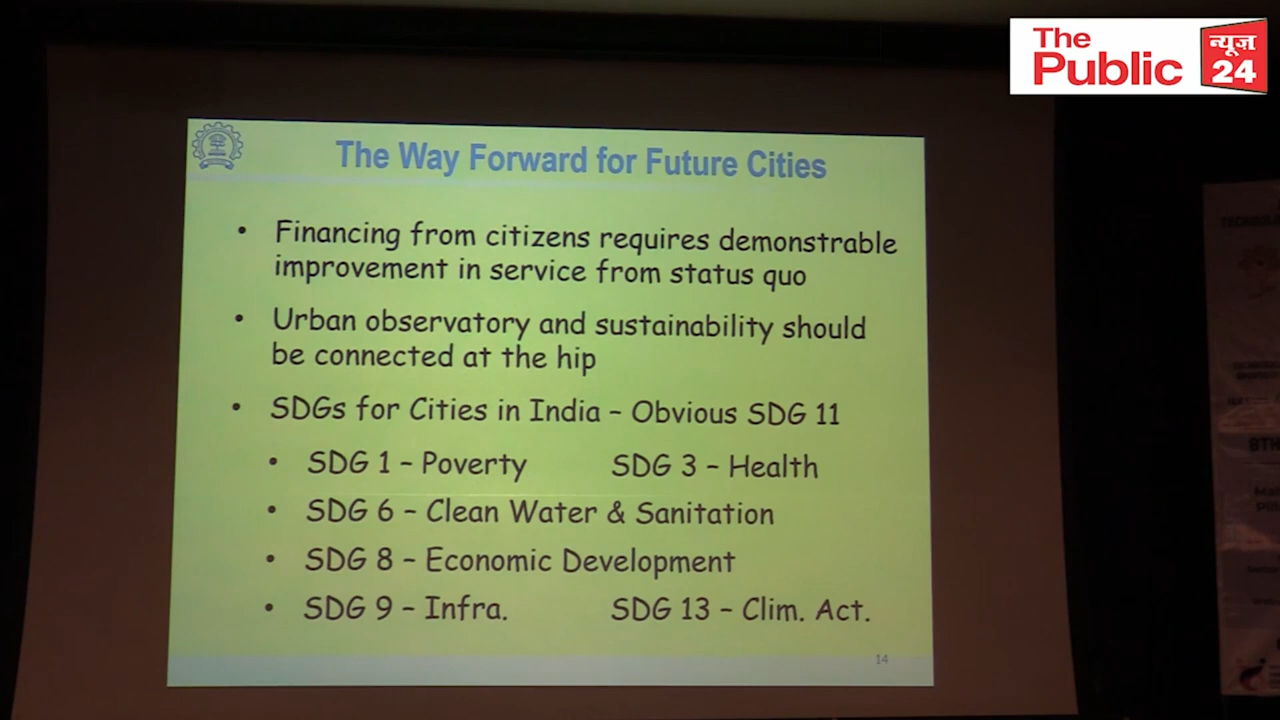 The
Public
न्यूज़
24
The Way Forward for Future Cities
• Financing from citizens requires demonstrable
improvement in service from status quo
• Urban observatory and sustainability should
be connected at the hip
• SDGs for Cities in India – Obvious SDG 11
• SDG 1 – Poverty SDG 3 – Health
• SDG 6 – Clean Water & Sanitation
• SDG 8 – Economic Development
• SDG 9 – Infra. SDG 13 – Clim. Act.
14